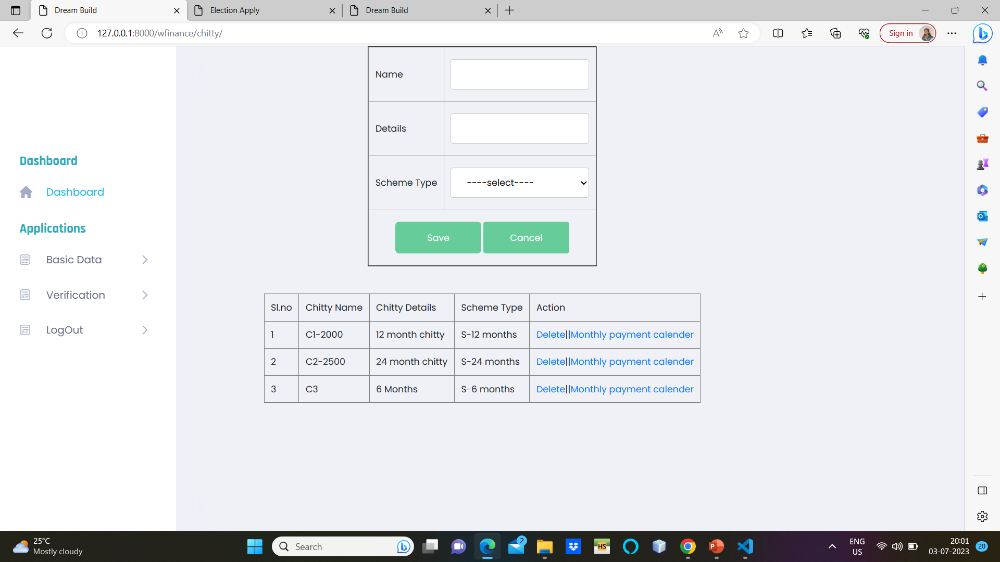 Dream Build
Election Apply
Dream Build
127.0.0.1:8000/wfinance/chitty/
Sign in
Dashboard
Dashboard
Applications
Basic Data
Verification
LogOut
Name
Details
Scheme Type ----select----
Save Cancel
Sl.no Chitty Name Chitty Details Scheme Type Action
1 C1-2000 12 month chitty S-12 months Delete||Monthly payment calender
2 C2-2500 24 month chitty S-24 months Delete||Monthly payment calender
3 C3 6 Months S-6 months Delete||Monthly payment calender
25°C
Mostly cloudy
Search
2
HS
ENG
US
20:01
03-07-2023
20